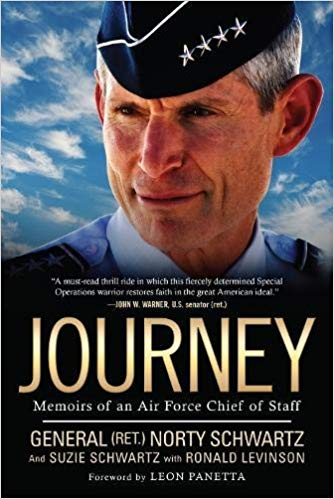 "A must-read thrill ride in which this fiercely determined Special
Operations warrior restores faith in the great American ideal."
—JOHN W. WARNER, U.S. senator (ret.)
JOURNEY
Memoirs of an Air Force Chief of Staff
GENERAL (RET.) NORTY SCHWARTZ
And SUZIE SCHWARTZ with RONALD LEVINSON
Foreword by LEON PANETTA